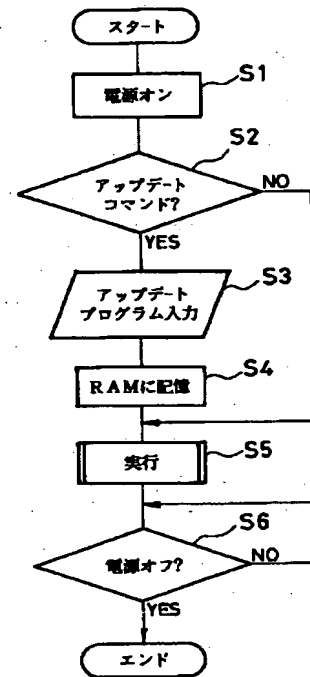 スタート
電源オン
S1
S2
アップデート
コマンド?
NO
YES
アップデート
プログラム入力
S3
RAMに記憶
S4
実行
S5
S6
電源オフ?
NO
YES
エンド